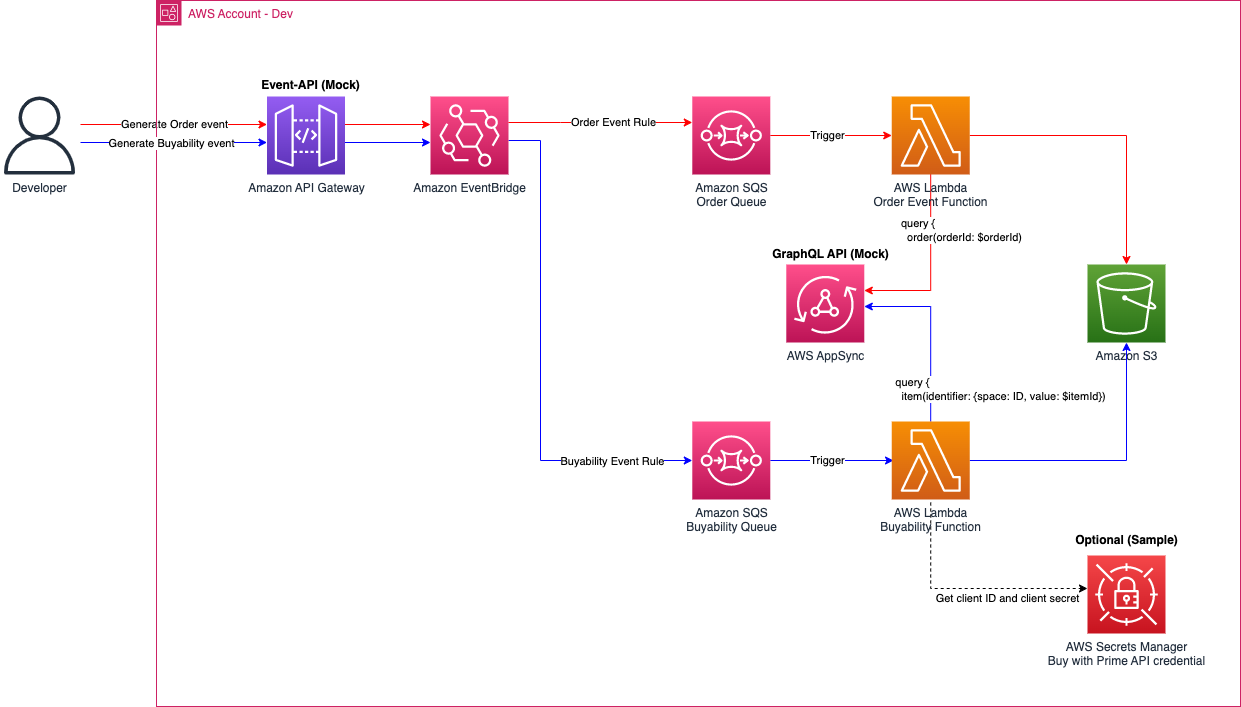 AWS Account - Dev
Event-API (Mock)
Generate Order event
Generate Buyability event
Developer
</>
Amazon API Gateway
Amazon EventBridge
Order Event Rule
Amazon SQS
Order Queue
Trigger
AWS Lambda
Order Event Function
query {
order(orderId: $orderId)
GraphQL API (Mock)
AWS AppSync
Amazon S3
query {
item(identifier: {space: ID, value: $itemId})
Buyability Event Rule
Amazon SQS
Buyability Queue
Trigger
AWS Lambda
Buyability Function
Optional (Sample)
Get client ID and client secret
AWS Secrets Manager
Buy with Prime API credential